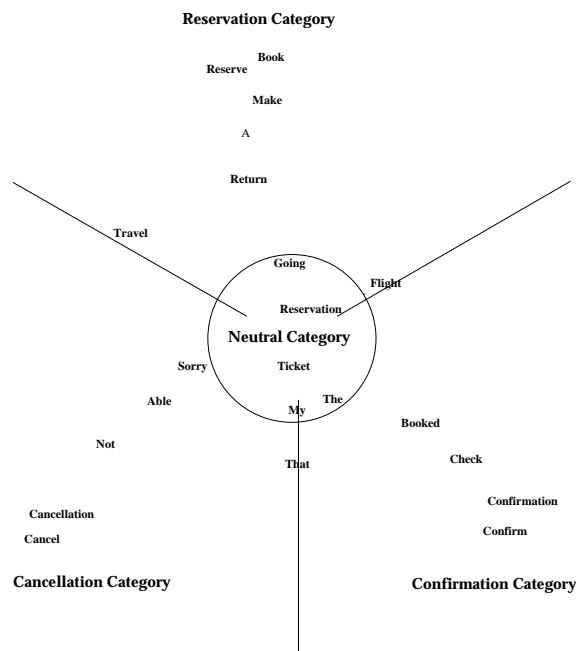 Reservation Category
Book
Reserve
Make
A
Return
Travel
Going
Flight
Reservation
Neutral Category
Sorry
Ticket
Able
The
My
Booked
Not
Check
That
Confirmation
Cancellation
Confirm
Cancel
Cancellation Category
Confirmation Category